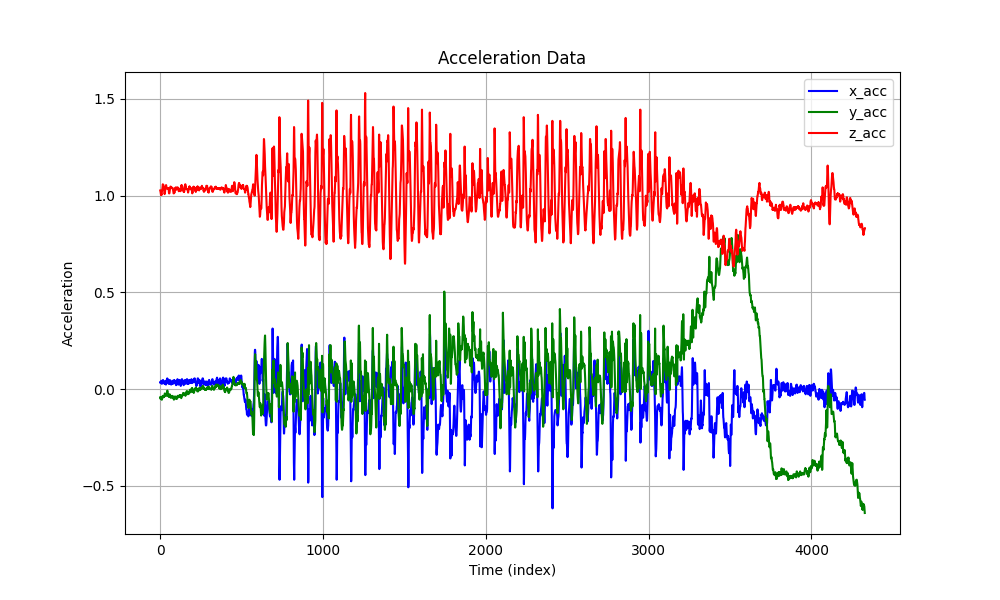 Acceleration Data
x_acc
y_acc
z_acc
1.5
1.0
0.5
0.0
−0.5
Acceleration
0
1000
2000
3000
4000
Time (index)